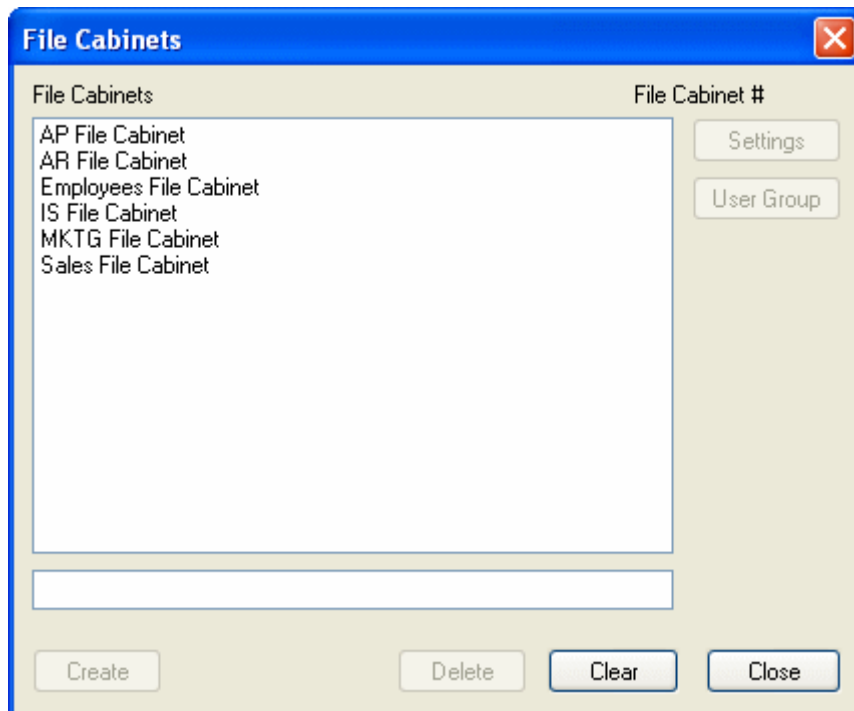 File Cabinets
File Cabinets File Cabinet #
AP File Cabinet
AR File Cabinet
Employees File Cabinet
IS File Cabinet
MKTG File Cabinet
Sales File Cabinet
Settings
User Group
Create Delete Clear Close